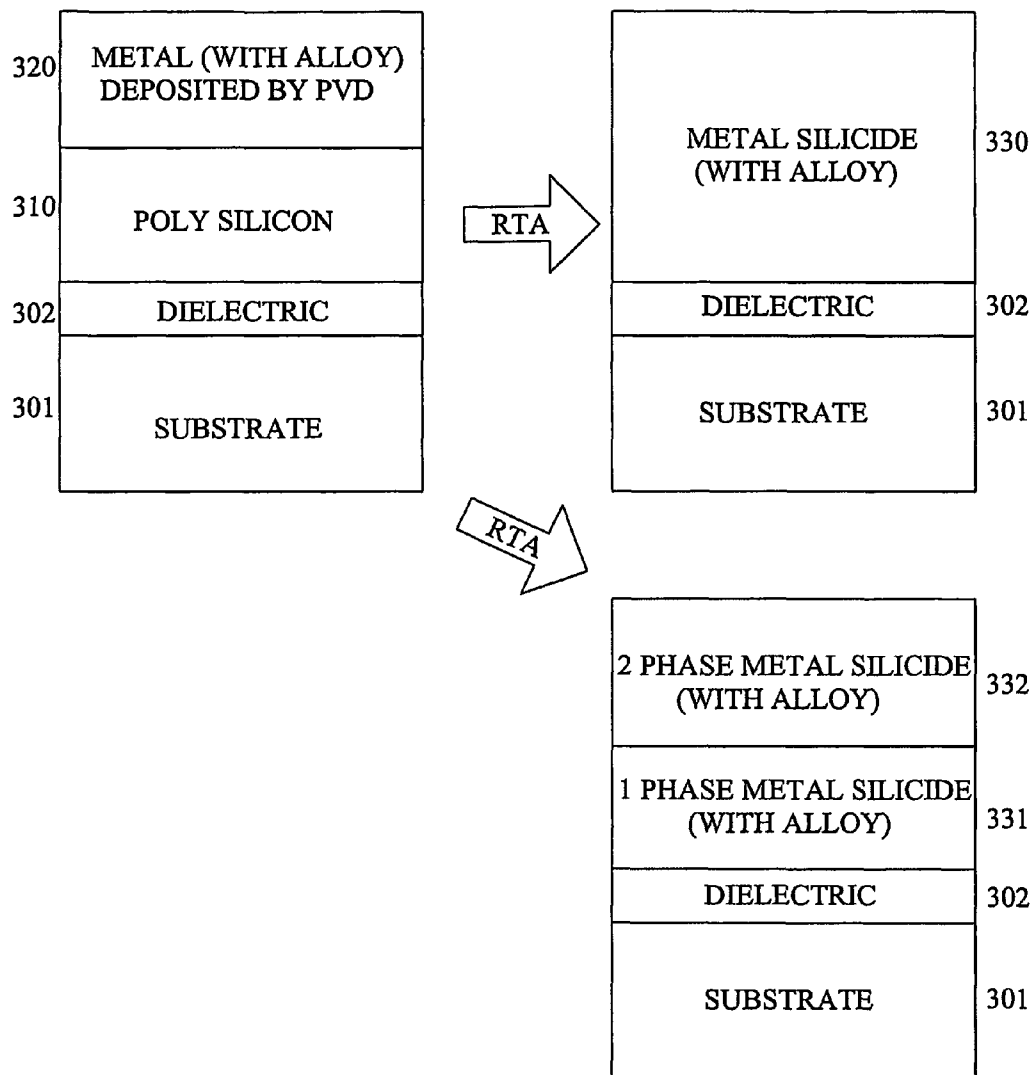 320
METAL (WITH ALLOY)
DEPOSITED BY PVD
310
POLY SILICON
302
DIELECTRIC
301
SUBSTRATE
RTA
METAL SILICIDE
(WITH ALLOY)
330
DIELECTRIC
302
SUBSTRATE
301
RTA
2 PHASE METAL SILICIDE
(WITH ALLOY)
332
1 PHASE METAL SILICIDE
(WITH ALLOY)
331
DIELECTRIC
302
SUBSTRATE
301